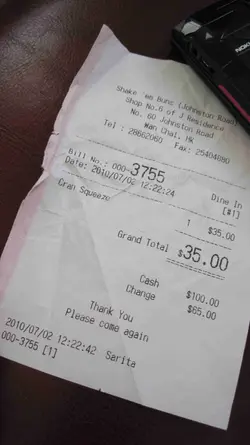 Shake 'em Buns (Johnston Road)
Shop No.6 of J Residence
No. 60 Johnston Road
Wan Chai, HK
Tel : 28662060 Fax: 25404090
Bill No.: 000-3755 Dine In
Date: 2010/07/02 12:22:24 [#1]
Cran Squeeze 1 $35.00
Grand Total $35.00
Cash $100.00
Change $65.00
Thank You
Please come again
2010/07/02 12:22:42 Sarita
000-3755 [1]
NOKIA